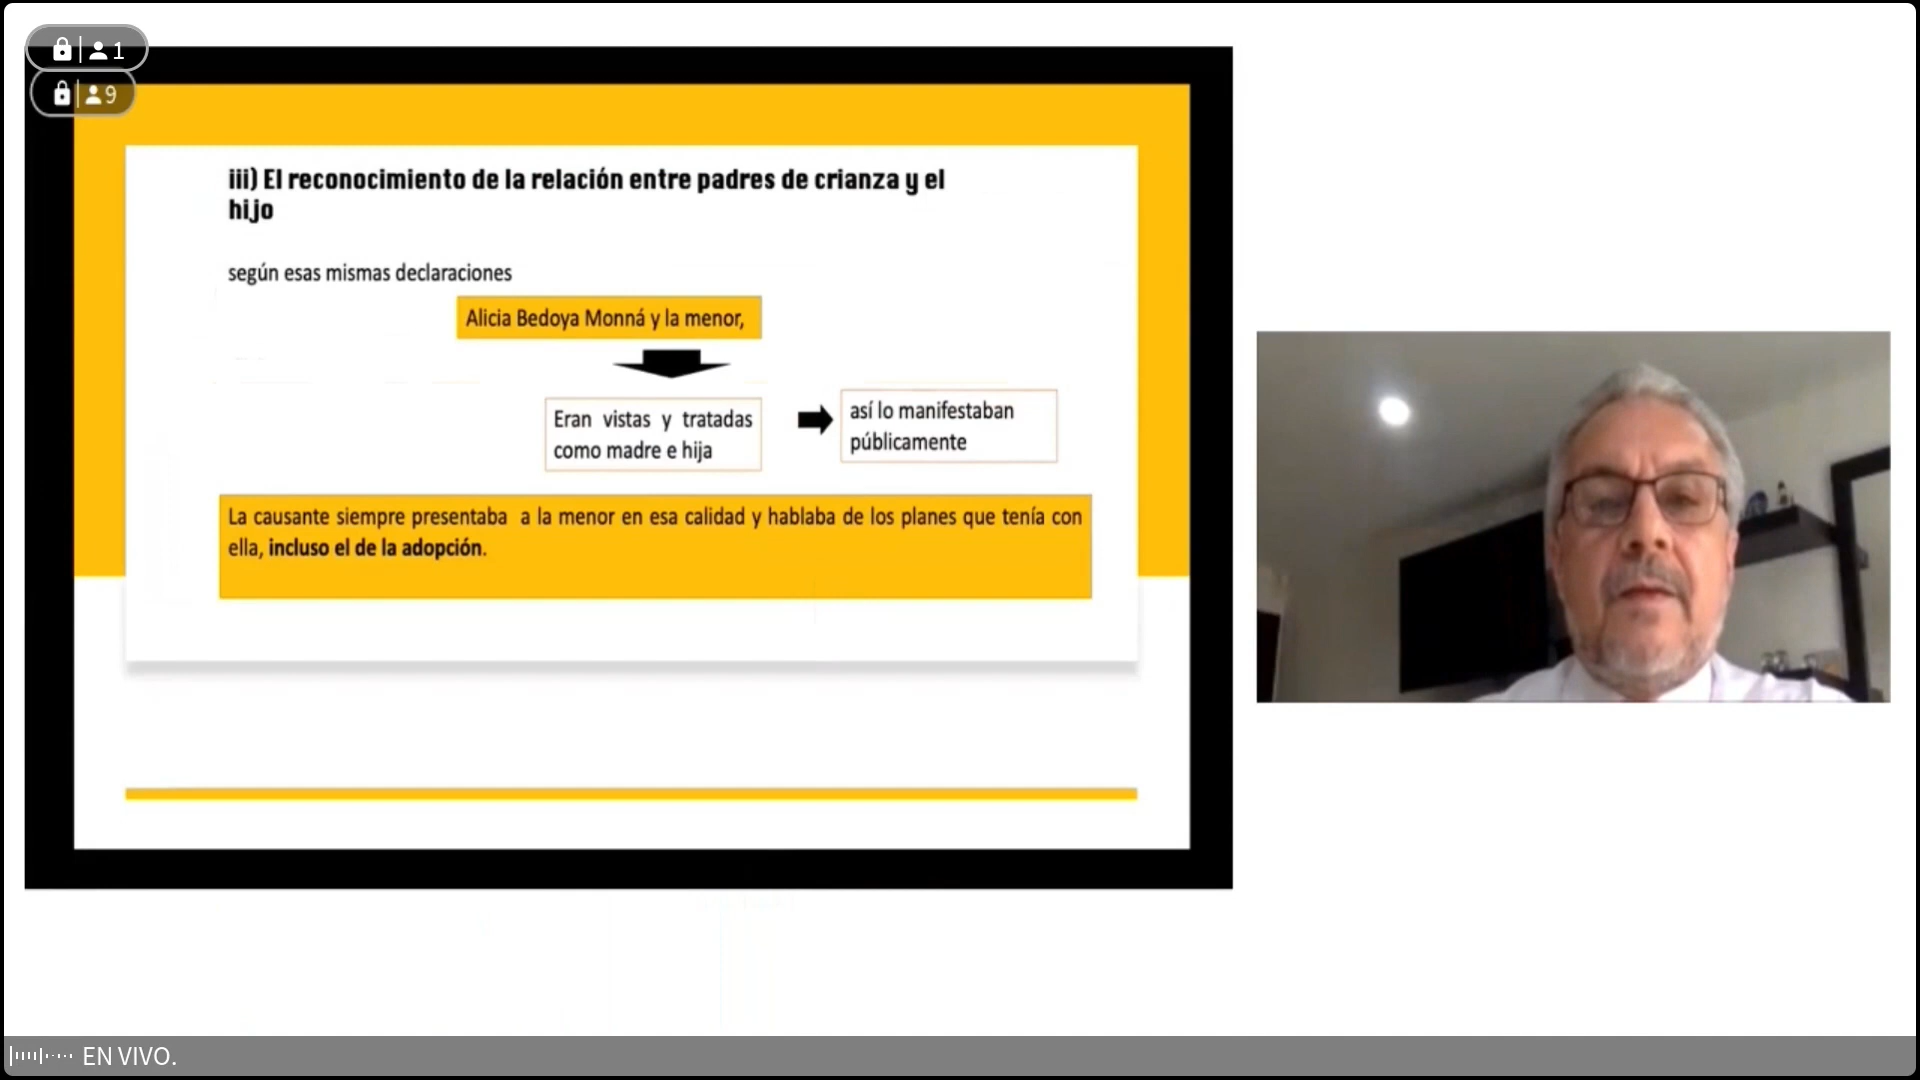 1
9
iii) El reconocimiento de la relación entre padres de crianza y el
hijo
según esas mismas declaraciones
Alicia Bedoya Monná y la menor,
Eran vistas y tratadas
como madre e hija
así lo manifestaban
públicamente
La causante siempre presentaba a la menor en esa calidad y hablaba de los planes que tenía con
ella, incluso el de la adopción.
EN VIVO.